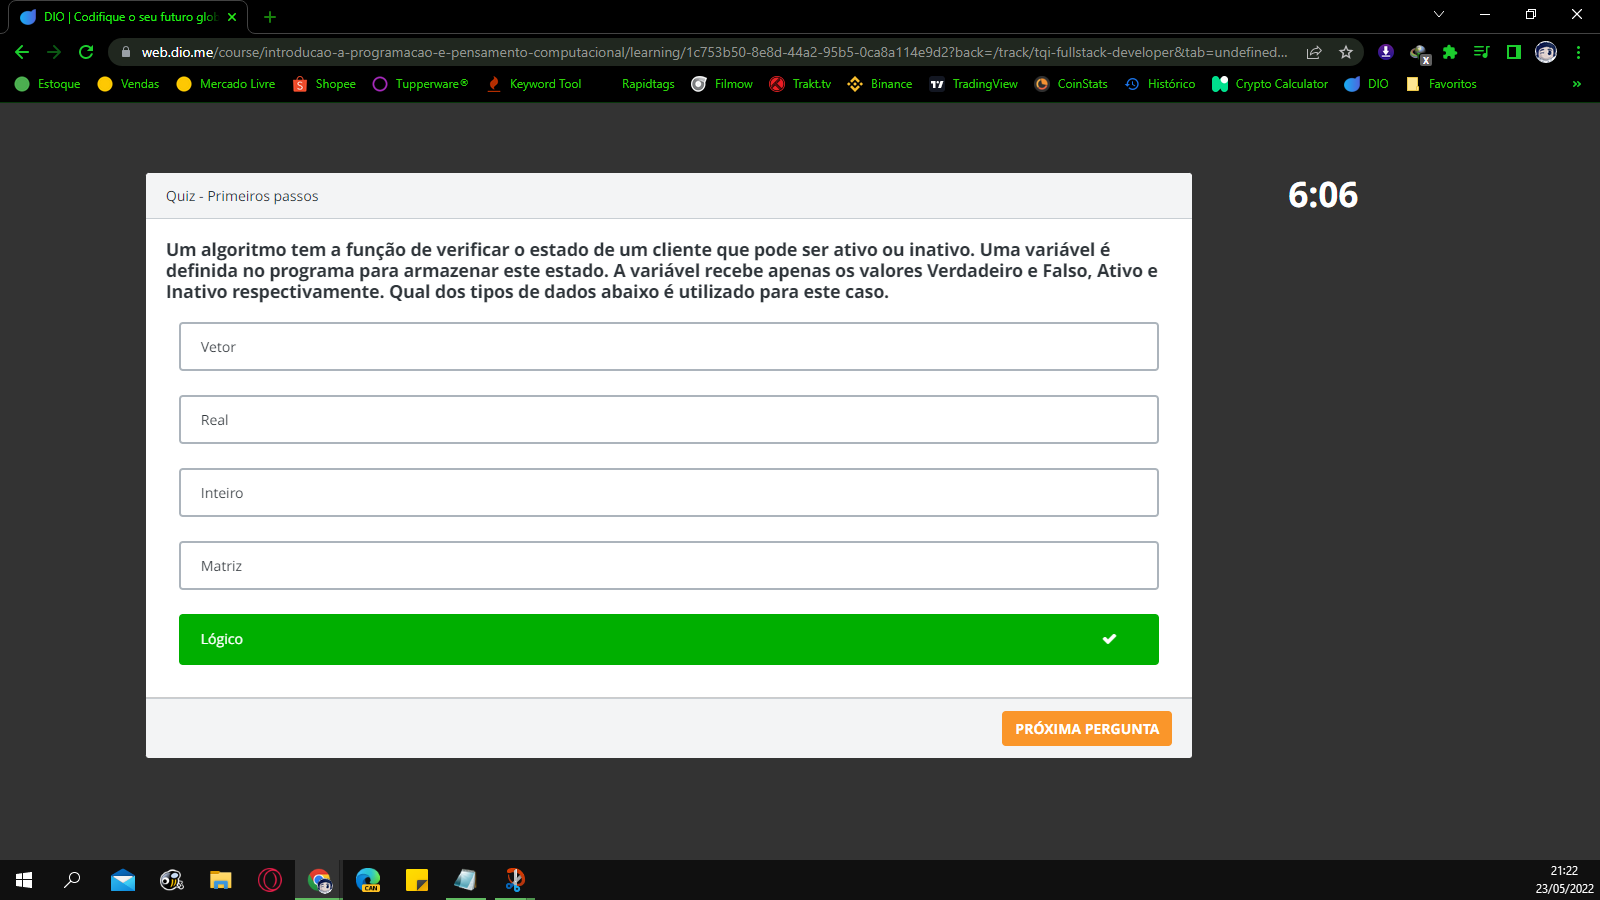 DIO | Codifique o seu futuro glob
web.dio.me/course/introducao-a-programacao-e-pensamento-computacional/learning/1c753b50-8e8d-44a2-95b5-0ca8a114e9d2?back=/track/tqi-fullstack-developer&tab=undefined...
Estoque Vendas Mercado Livre Shopee Tupperware® Keyword Tool Rapidtags Filmow Trakt.tv Binance TradingView CoinStats Histórico Crypto Calculator DIO Favoritos »
Quiz - Primeiros passos
6:06
Um algoritmo tem a função de verificar o estado de um cliente que pode ser ativo ou inativo. Uma variável é
definida no programa para armazenar este estado. A variável recebe apenas os valores Verdadeiro e Falso, Ativo e
Inativo respectivamente. Qual dos tipos de dados abaixo é utilizado para este caso.
Vetor
Real
Inteiro
Matriz
Lógico
PRÓXIMA PERGUNTA
CAN
21:22
23/05/2022